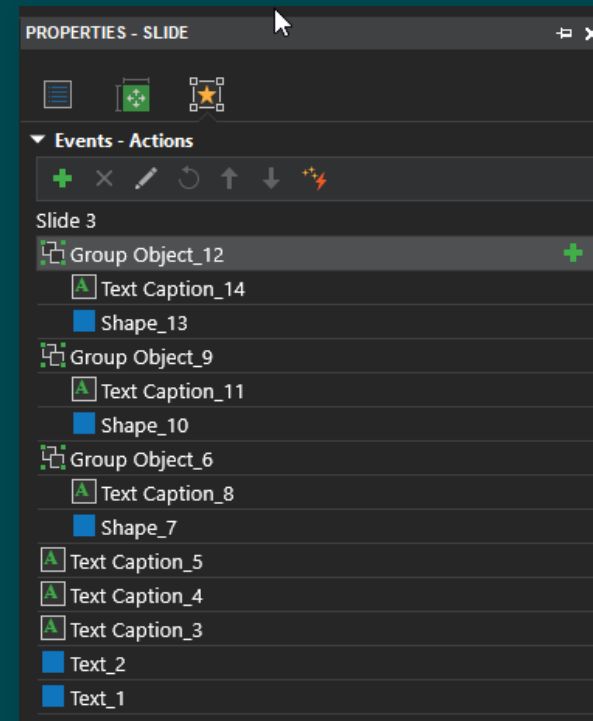 PROPERTIES - SLIDE
Events - Actions
Slide 3
Group Object_12
A Text Caption_14
Shape_13
Group Object_9
A Text Caption_11
Shape_10
Group Object_6
A Text Caption_8
Shape_7
A Text Caption_5
A Text Caption_4
A Text Caption_3
Text_2
Text_1